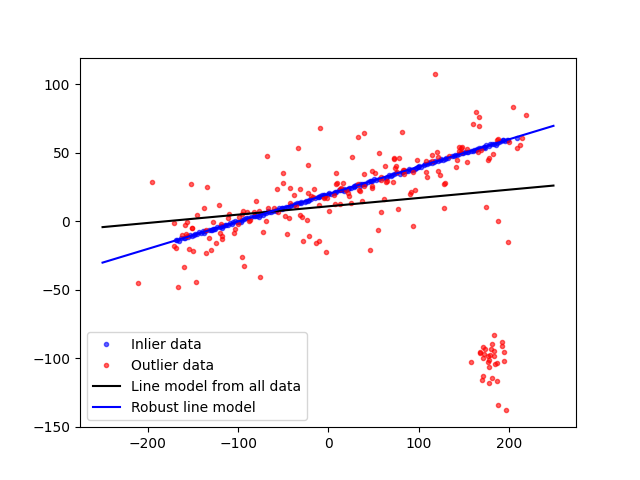 100
50
0
−50
−100
−150
Inlier data
Outlier data
Line model from all data
Robust line model
−200 −100 0 100 200